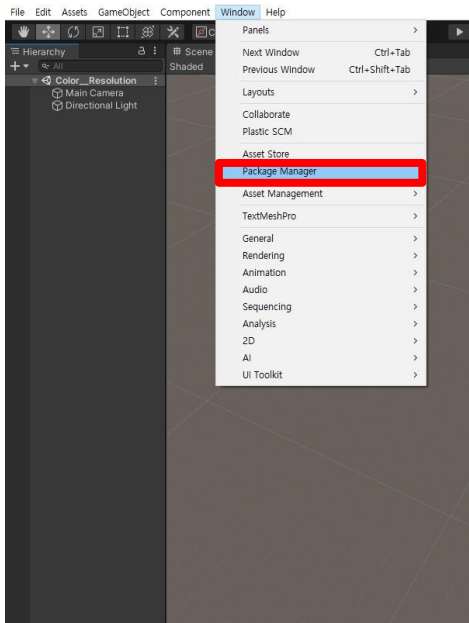 File Edit Assets GameObject Component Window Help
Hierarchy
All
Color__Resolution
Main Camera
Directional Light
Scene
Shaded
Panels
Next Window Ctrl+Tab
Previous Window Ctrl+Shift+Tab
Layouts
Collaborate
Plastic SCM
Asset Store
Package Manager
Asset Management
TextMeshPro
General
Rendering
Animation
Audio
Sequencing
Analysis
2D
AI
UI Toolkit